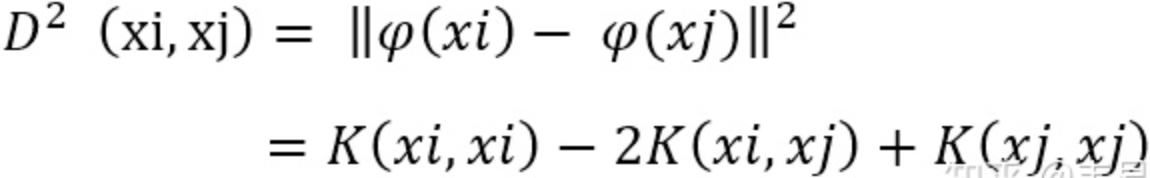 D² (xi, xj) = ‖φ(xi) − φ(xj)‖²
= K(xi, xi) − 2K(xi, xj) + K(xj, xj)